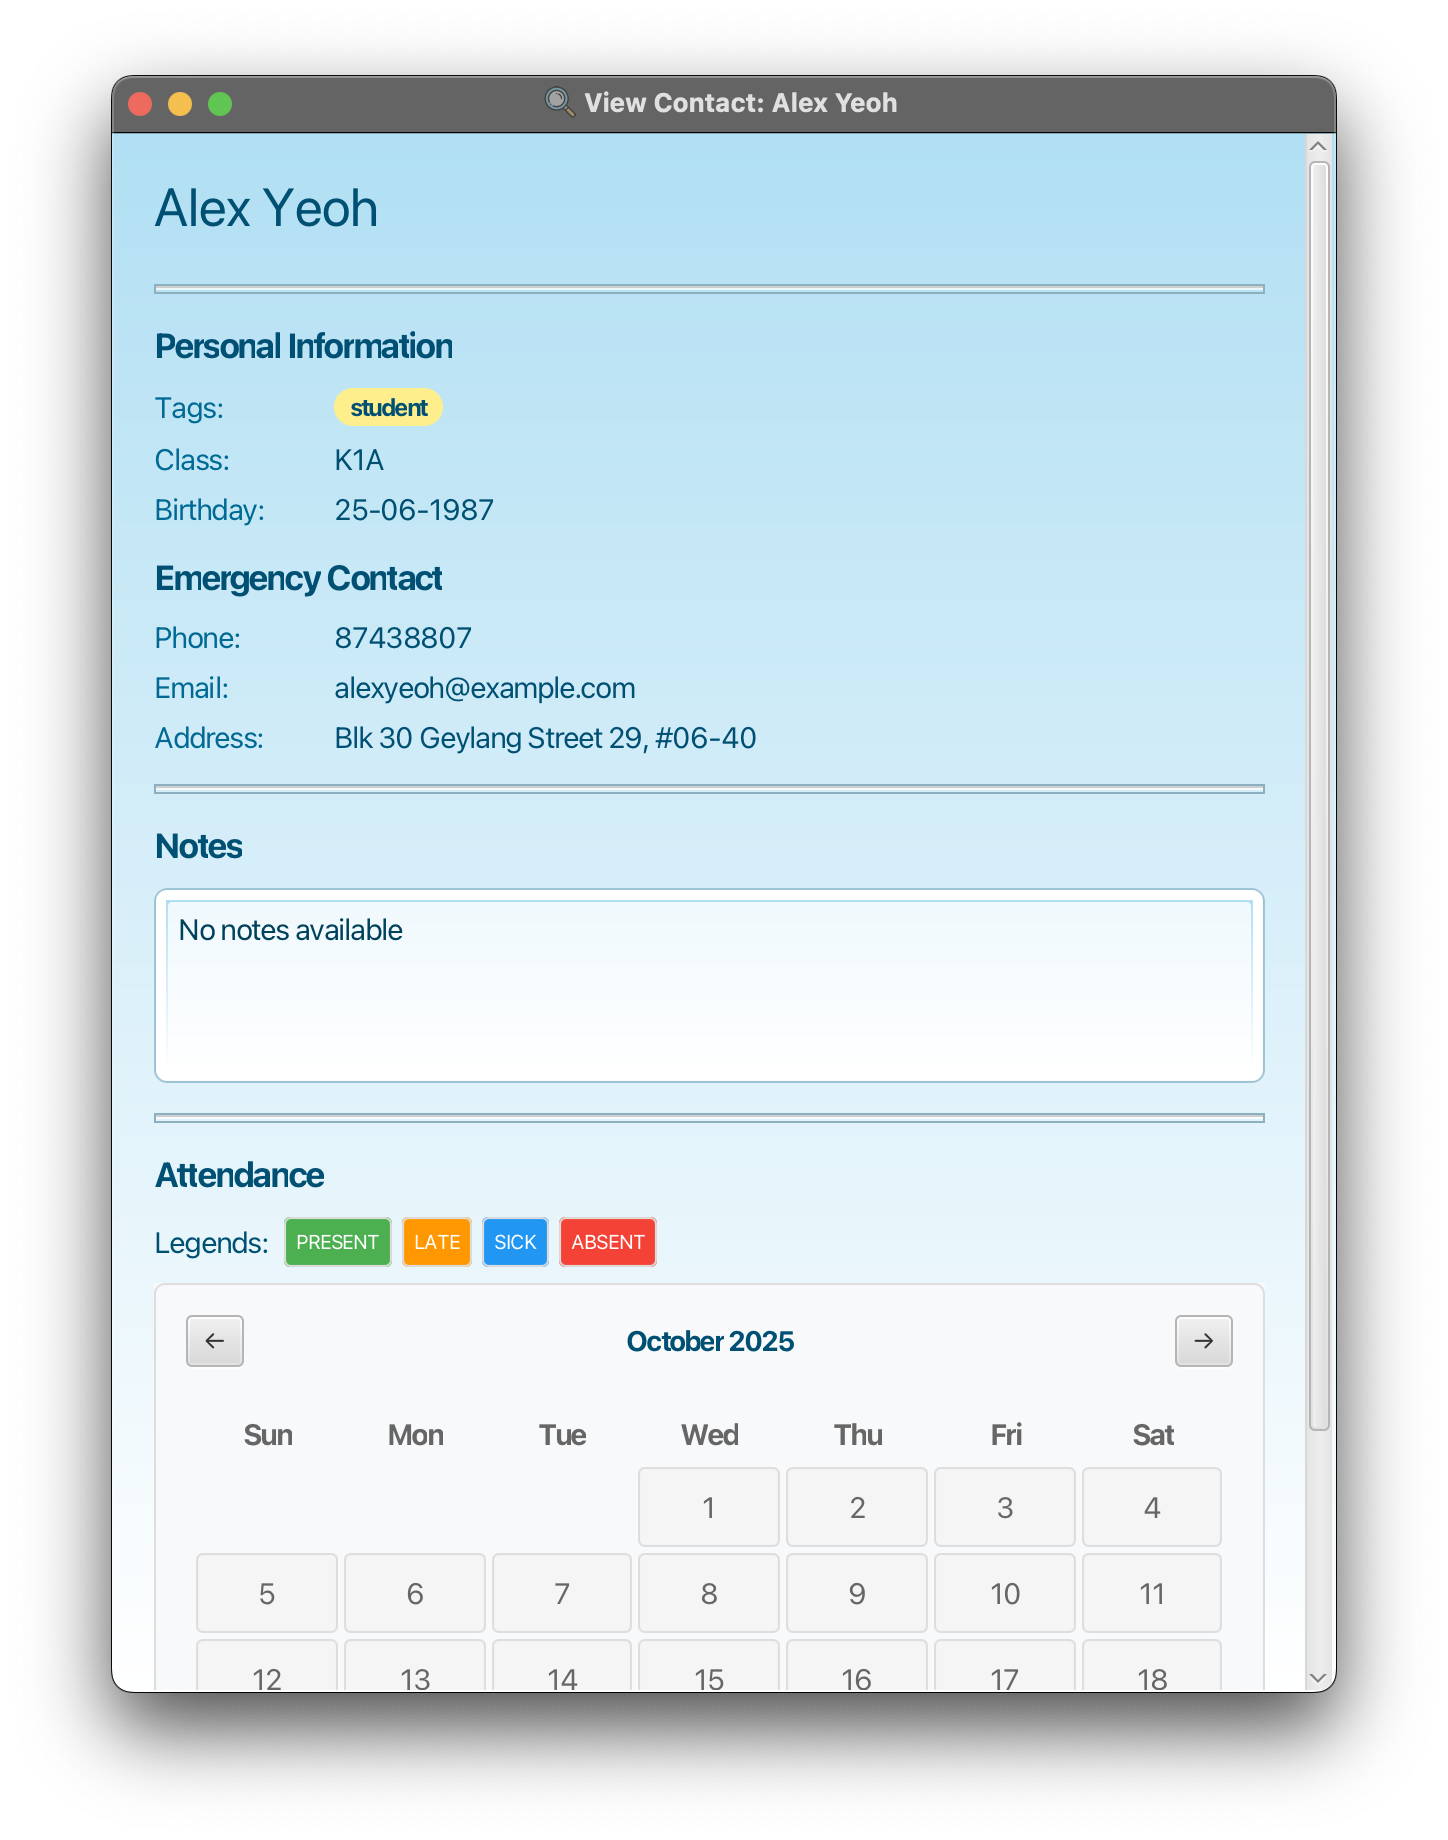 View Contact: Alex Yeoh
Alex Yeoh
Personal Information
Tags: student
Class: K1A
Birthday: 25-06-1987
Emergency Contact
Phone: 87438807
Email: alexyeoh@example.com
Address: Blk 30 Geylang Street 29, #06-40
Notes
No notes available
Attendance
Legends: PRESENT LATE SICK ABSENT
← October 2025 →
Sun Mon Tue Wed Thu Fri Sat
1 2 3 4
5 6 7 8 9 10 11
12 13 14 15 16 17 18